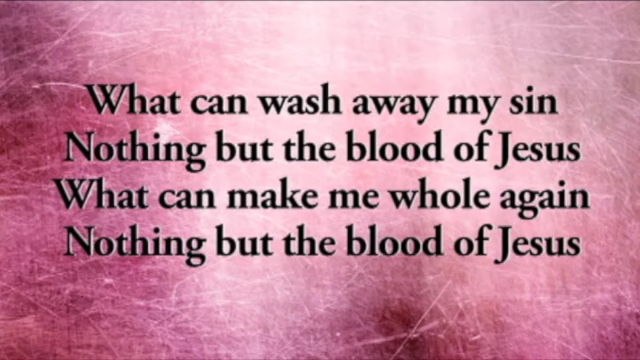 What can wash away my sin
Nothing but the blood of Jesus
What can make me whole again
Nothing but the blood of Jesus